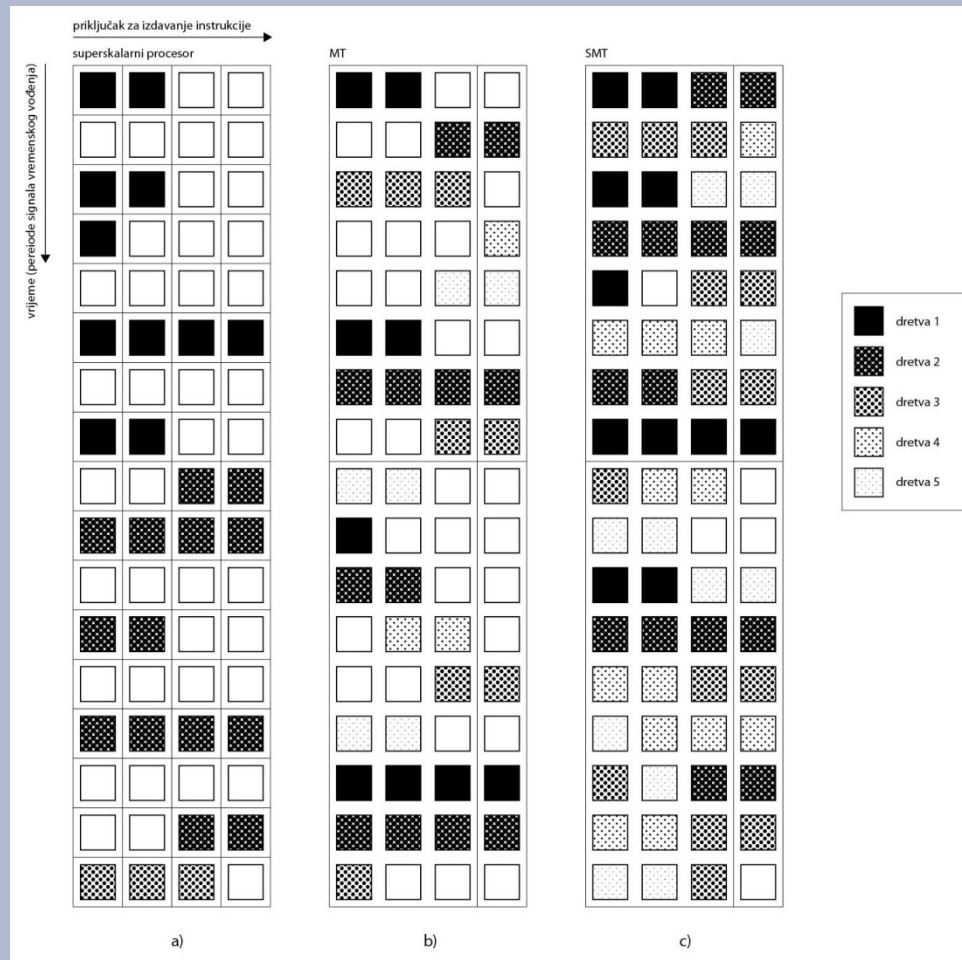 priključak za izdavanje instrukcije
superskalarni procesor
MT
SMT
vrijeme (pereiode signala vremenskog vođenja)
dretva 1
dretva 2
dretva 3
dretva 4
dretva 5
a)
b)
c)